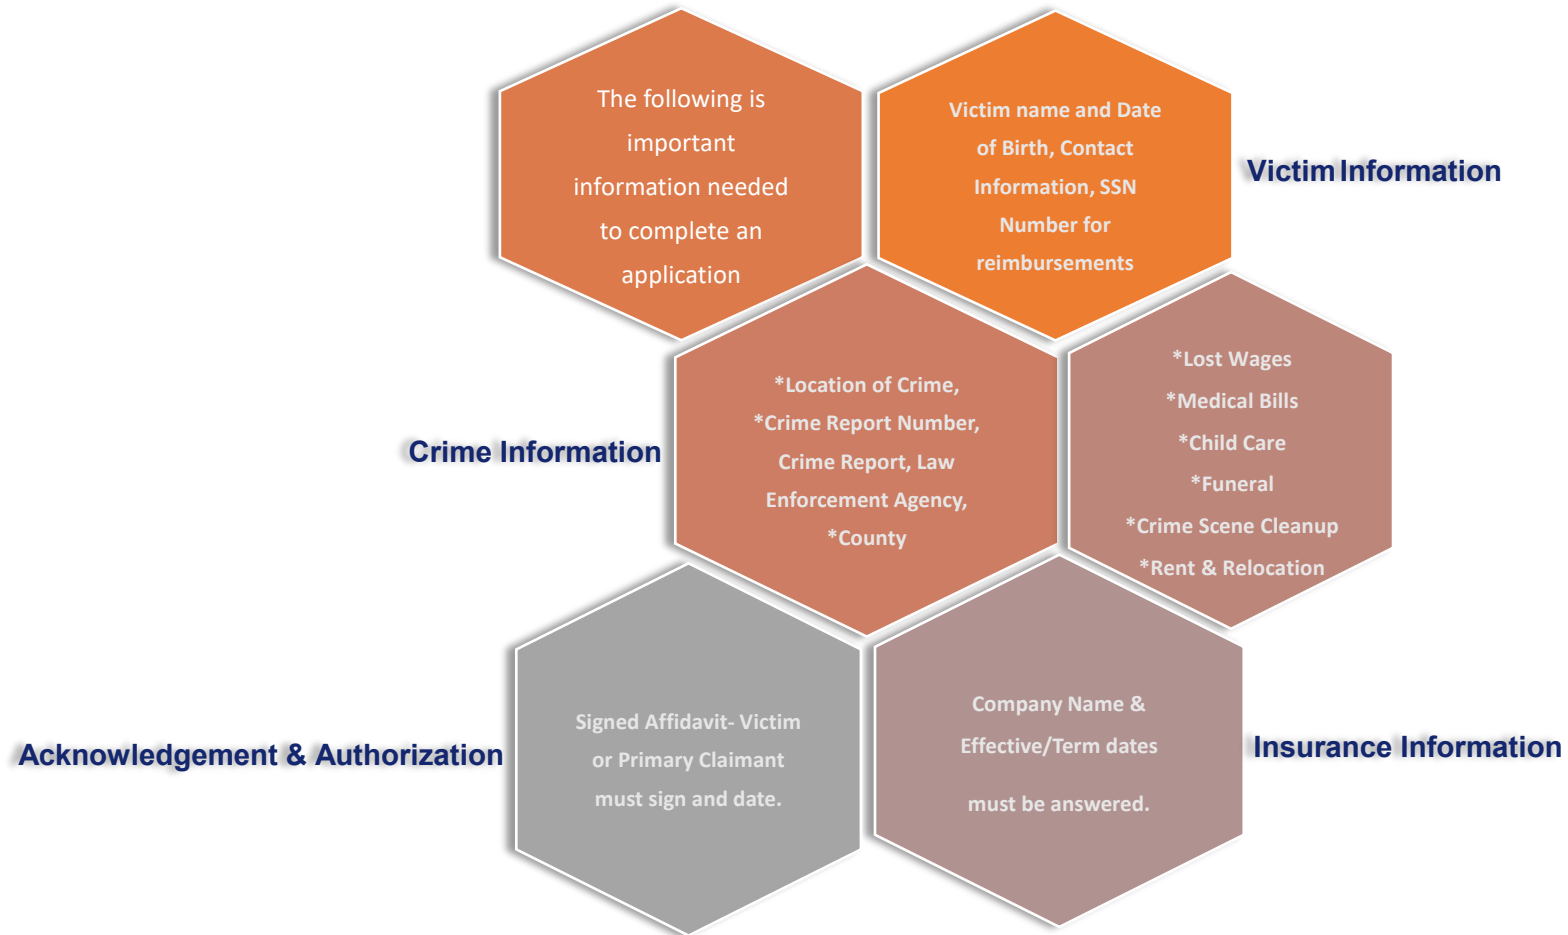 The following is
important
information needed
to complete an
application
Victim name and Date
of Birth, Contact
Information, SSN
Number for
reimbursements
Victim Information
Crime Information
*Location of Crime,
*Crime Report Number,
Crime Report, Law
Enforcement Agency,
*County
*Lost Wages
*Medical Bills
*Child Care
*Funeral
*Crime Scene Cleanup
*Rent & Relocation
Acknowledgement & Authorization
Signed Affidavit- Victim
or Primary Claimant
must sign and date.
Company Name &
Effective/Term dates
must be answered.
Insurance Information